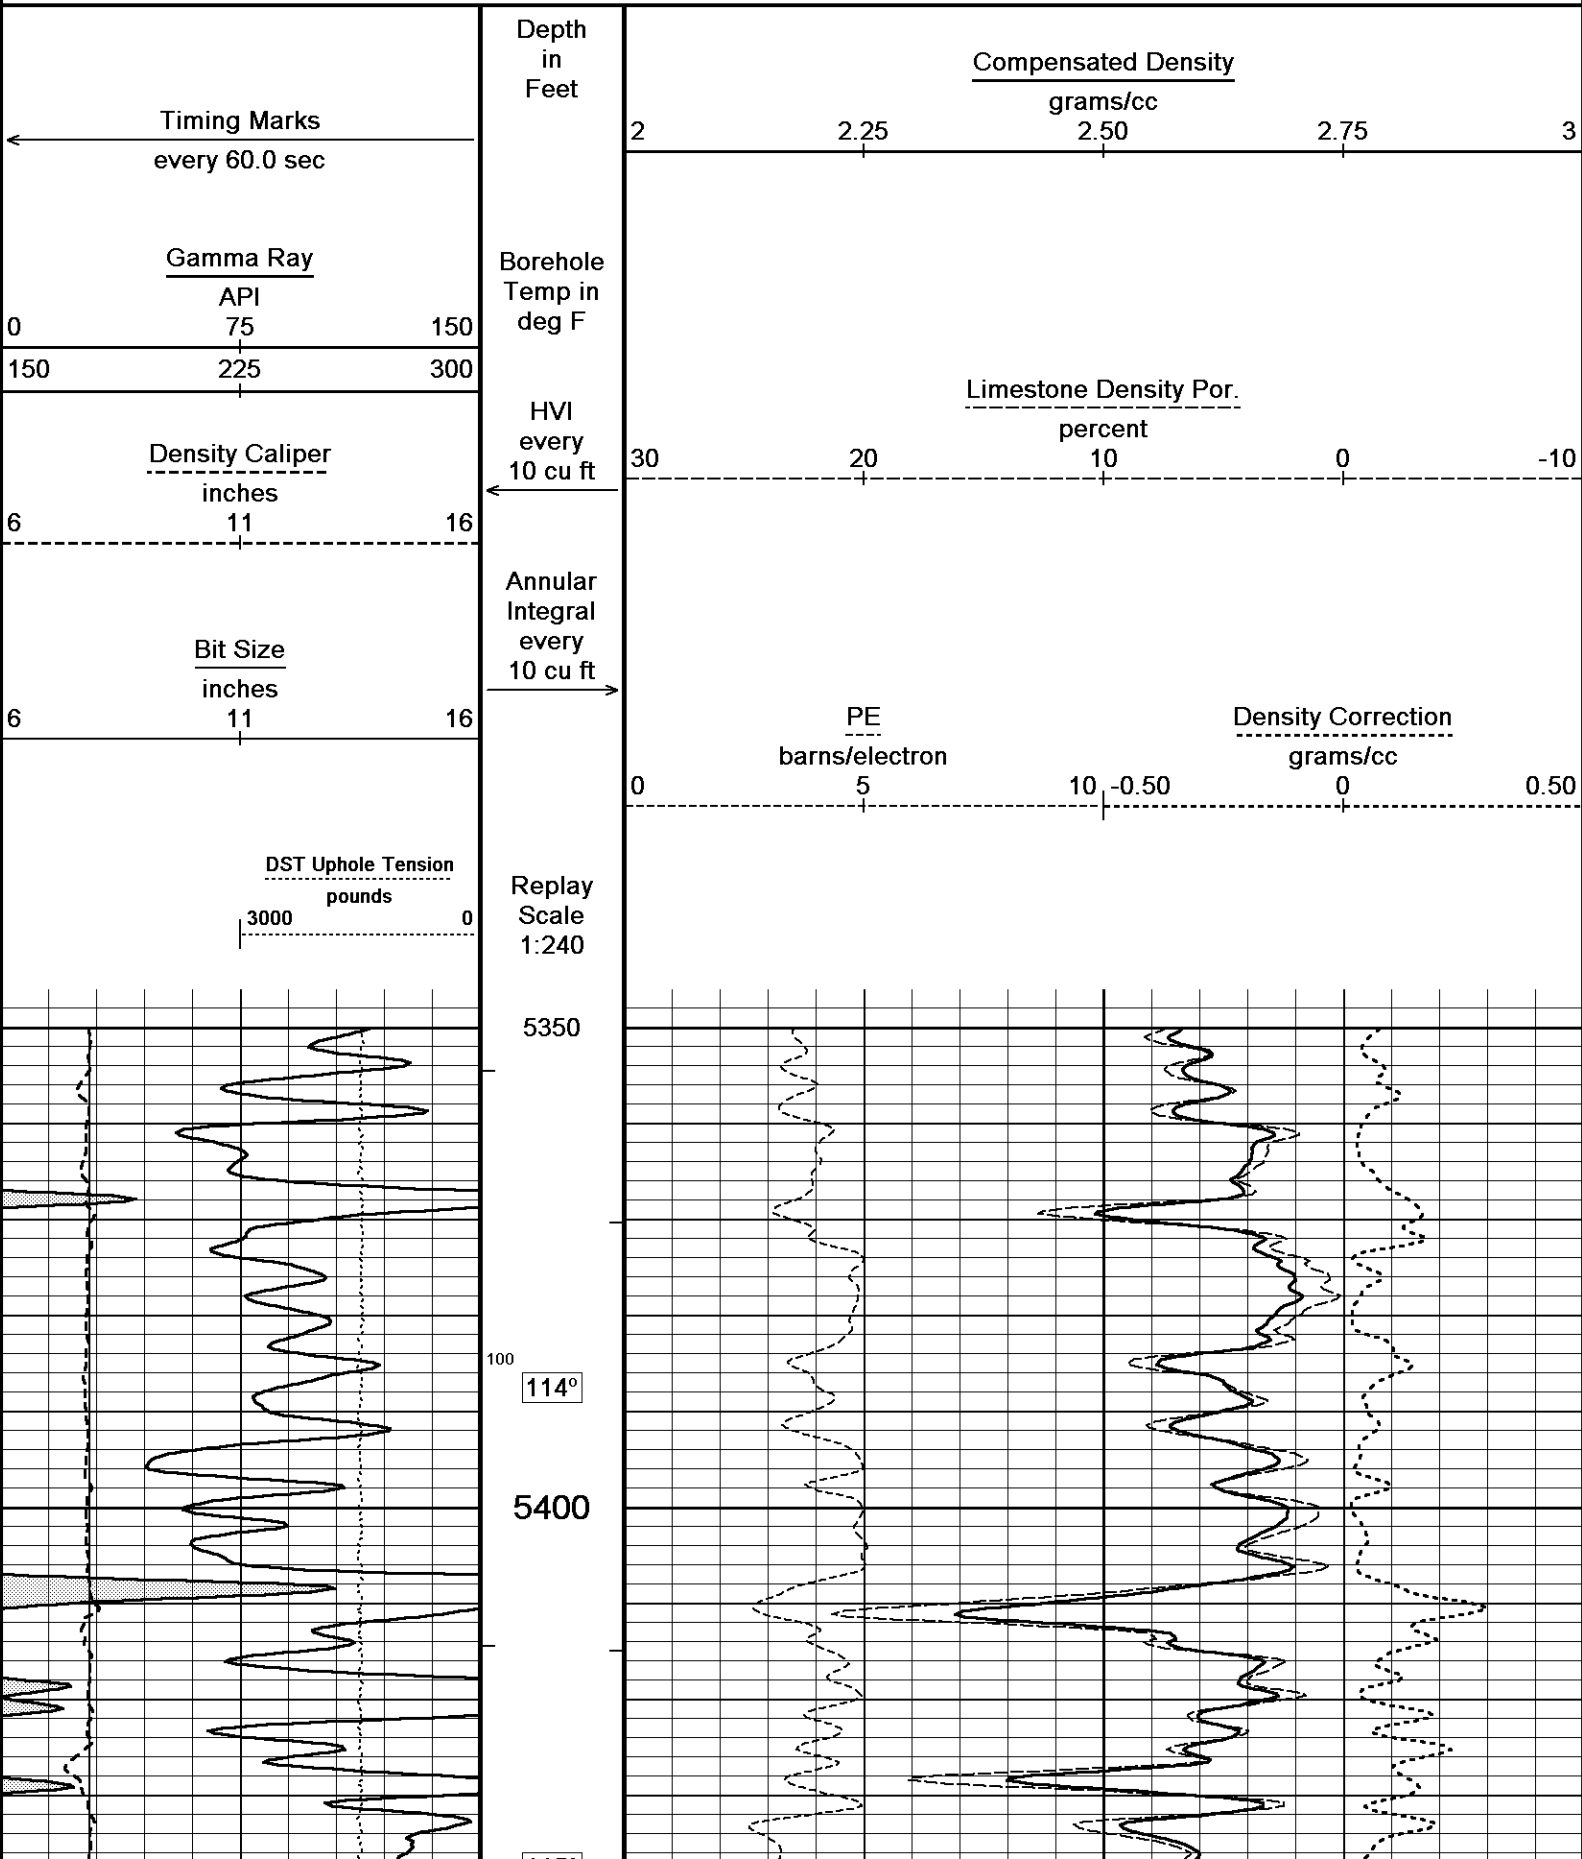 Timing Marks
every 60.0 sec
Gamma Ray
API
0 75 150
150 225 300
Density Caliper
inches
6 11 16
Bit Size
inches
6 11 16
DST Uphole Tension
pounds
3000 0
Depth
in
Feet
Borehole
Temp in
deg F
HVI
every
10 cu ft
Annular
Integral
every
10 cu ft
Replay
Scale
1:240
Compensated Density
grams/cc
2 2.25 2.50 2.75 3
Limestone Density Por.
percent
30 20 10 0 -10
PE
barns/electron
0 5 10
Density Correction
grams/cc
-0.50 0 0.50
5350
100
114°
5400